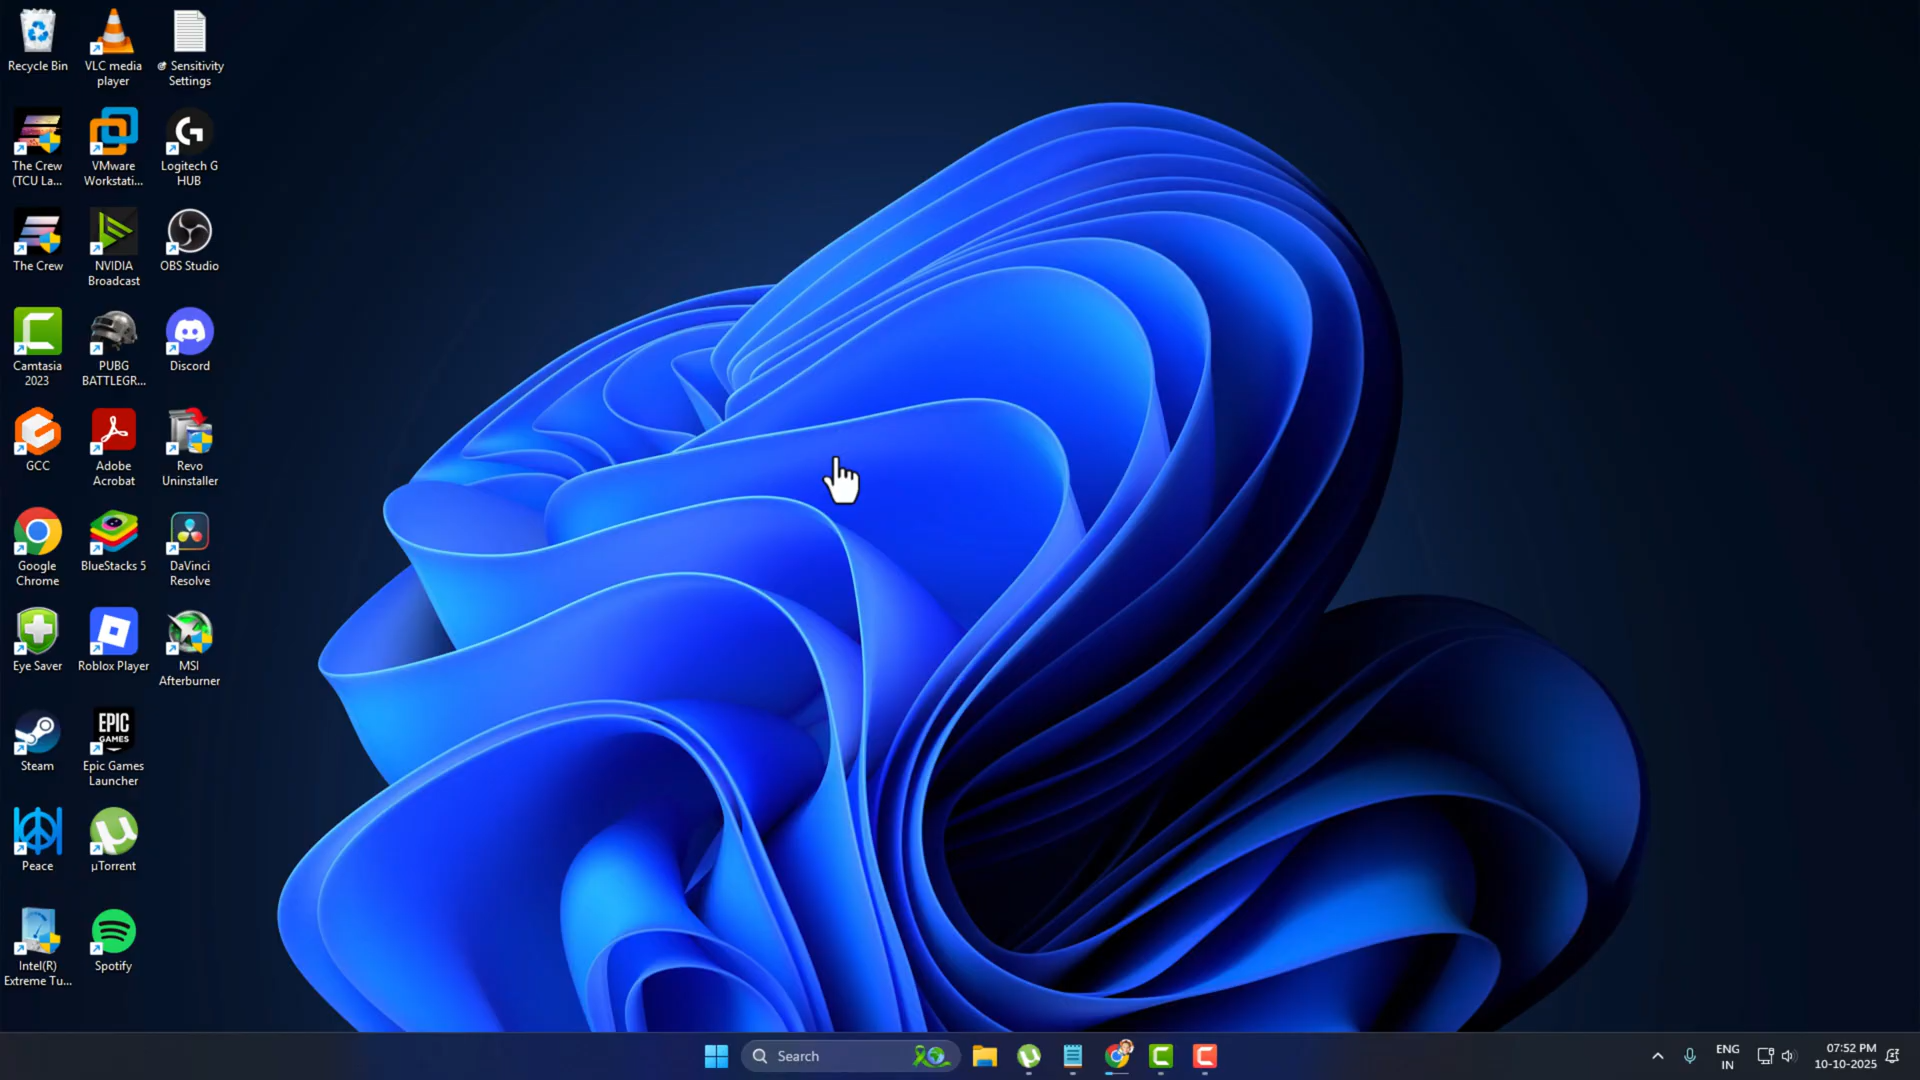 Recycle Bin
VLC media
player
Sensitivity
Settings
The Crew
(TCU La...
VMware
Workstati...
Logitech G
HUB
The Crew
NVIDIA
Broadcast
OBS Studio
Camtasia
2023
PUBG
BATTLEGR...
Discord
GCC
Adobe
Acrobat
Revo
Uninstaller
Google
Chrome
BlueStacks 5
DaVinci
Resolve
Eye Saver
Roblox Player
MSI
Afterburner
Steam
EPIC
GAMES
Epic Games
Launcher
Peace
µTorrent
Intel(R)
Extreme Tu...
Spotify
Search
ENG
IN
07:52 PM
10-10-2025